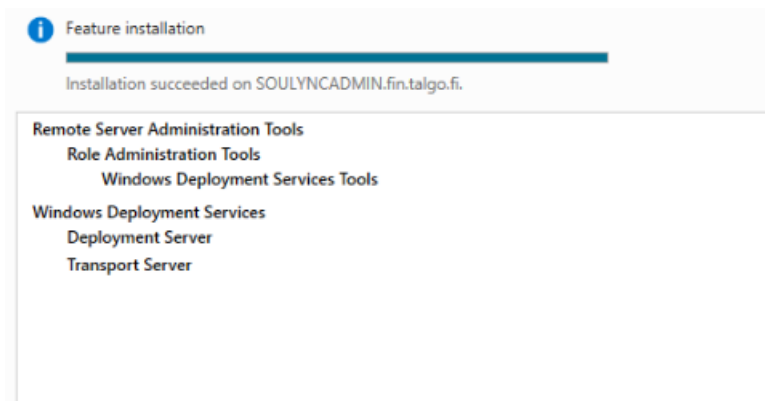 Feature installation
Installation succeeded on SOULYNCADMIN.fin.talgo.fi.
Remote Server Administration Tools
Role Administration Tools
Windows Deployment Services Tools
Windows Deployment Services
Deployment Server
Transport Server